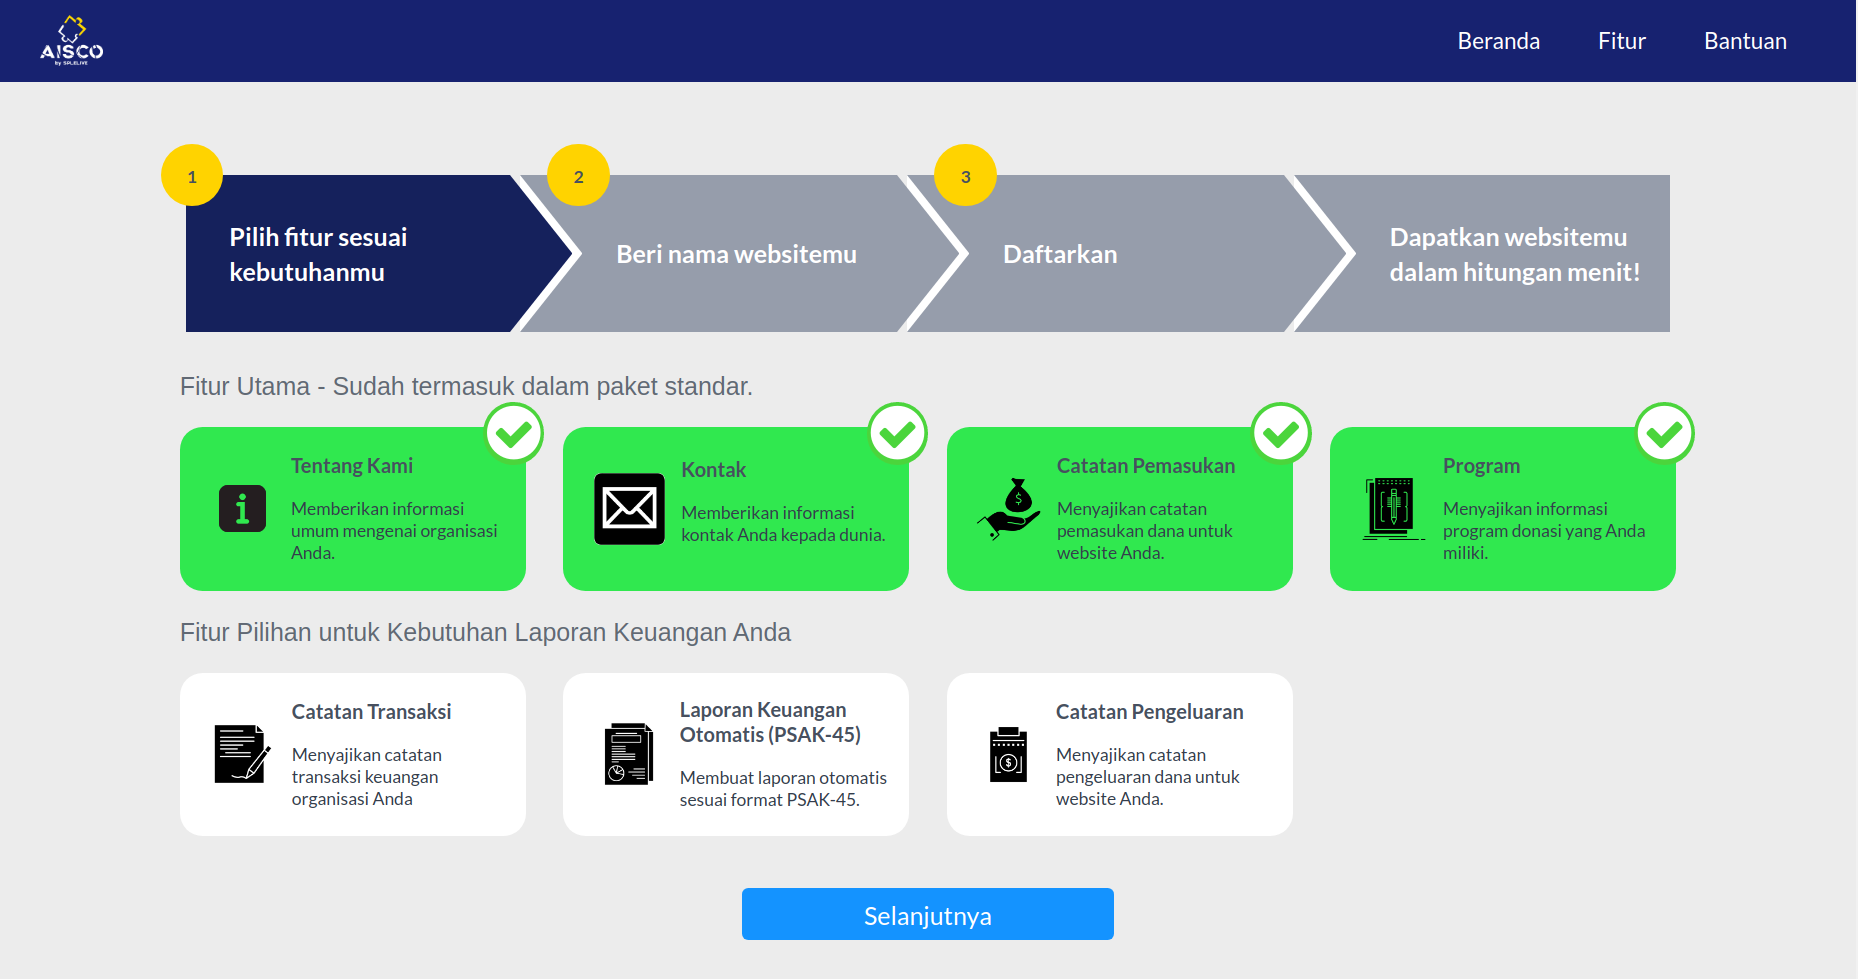 AISCO
by SPLELIVE
Beranda
Fitur
Bantuan
1
2
3
Pilih fitur sesuai
kebutuhanmu
Beri nama websitemu
Daftarkan
Dapatkan websitemu
dalam hitungan menit!
Fitur Utama - Sudah termasuk dalam paket standar.
Tentang Kami
Memberikan informasi
umum mengenai organisasi
Anda.
Kontak
Memberikan informasi
kontak Anda kepada dunia.
Catatan Pemasukan
Menyajikan catatan
pemasukan dana untuk
website Anda.
Program
Menyajikan informasi
program donasi yang Anda
miliki.
Fitur Pilihan untuk Kebutuhan Laporan Keuangan Anda
Catatan Transaksi
Menyajikan catatan
transaksi keuangan
organisasi Anda
Laporan Keuangan
Otomatis (PSAK-45)
Membuat laporan otomatis
sesuai format PSAK-45.
Catatan Pengeluaran
Menyajikan catatan
pengeluaran dana untuk
website Anda.
Selanjutnya